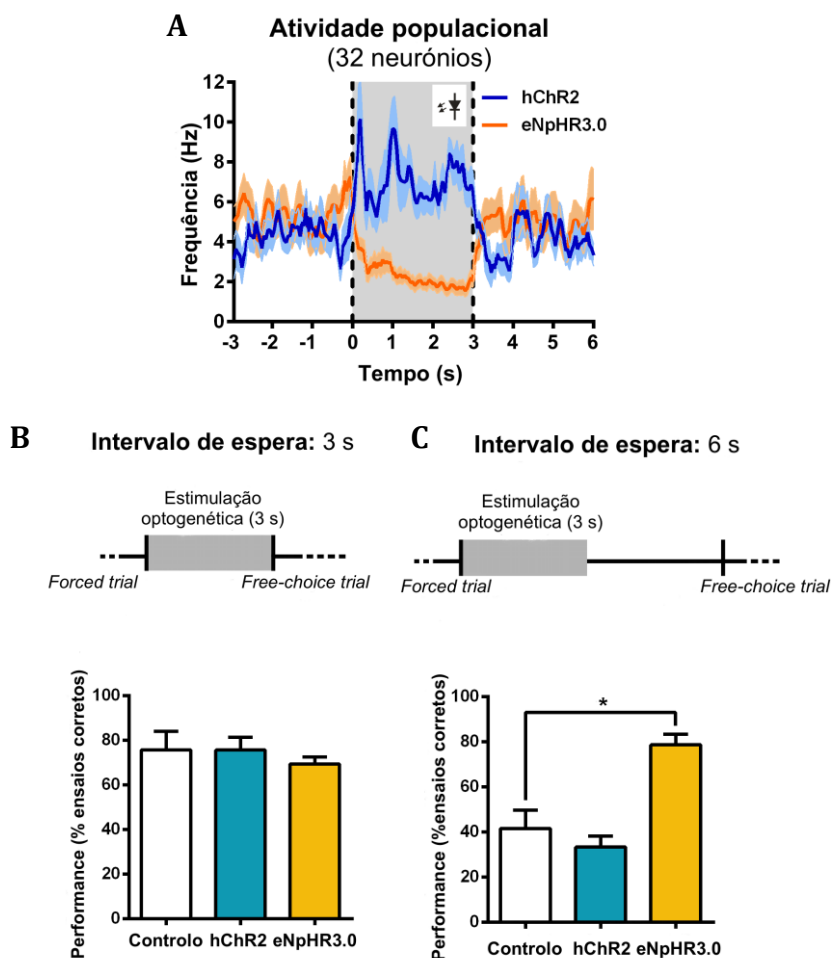 A
Atividade populacional
(32 neurónios)
Frequência (Hz)
12
10
8
6
4
2
0
-3 -2 -1 0 1 2 3 4 5 6
Tempo (s)
hChR2
eNpHR3.0
B
Intervalo de espera: 3 s
Estimulação
optogenética (3 s)
Forced trial
Free-choice trial
Performance (% ensaios corretos)
100
80
60
40
20
0
Controlo hChR2 eNpHR3.0
C
Intervalo de espera: 6 s
Estimulação
optogenética (3 s)
Forced trial
Free-choice trial
Performance (%ensaios corretos)
100
80
60
40
20
0
*
Controlo hChR2 eNpHR3.0